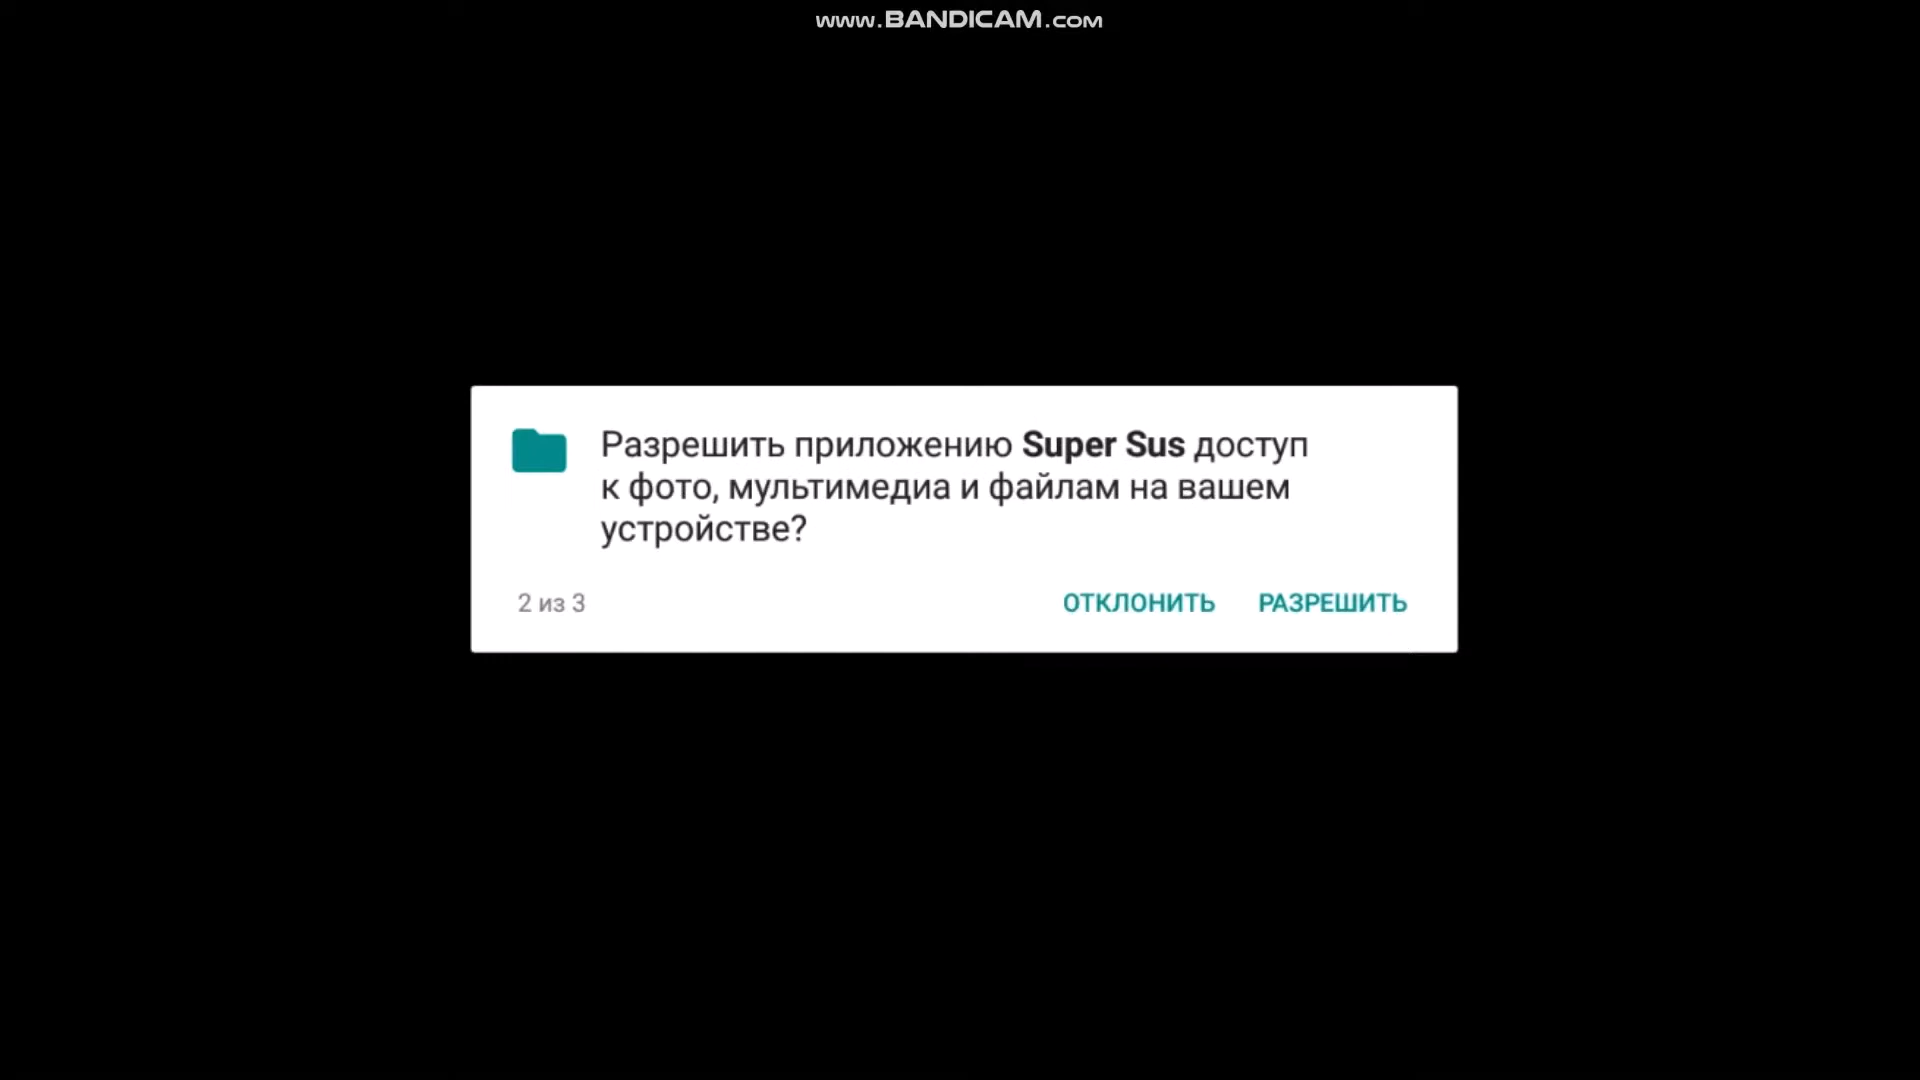 www.BANDICAM.com
Разрешить приложению Super Sus доступ
к фото, мультимедиа и файлам на вашем
устройстве?
2 из 3
ОТКЛОНИТЬ
РАЗРЕШИТЬ